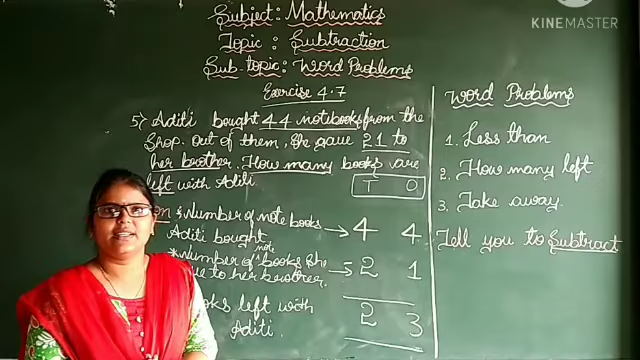 KINEMASTER
Subject: Mathematics
Topic: Subtraction
Sub-topic: Word Problems
Exercise 4.7
5) Aditi bought 44 notebooks from the
shop. Out of them, she gave 21 to
her brother. How many books are
left with Aditi.
T O
Number of note books
Aditi bought → 4 4
*Number of note books she
to her brother. → 2 1
left with
Aditi. 2 3
Word Problems
1. Less than
2. How many left
3. Take away.
Tell you to Subtract